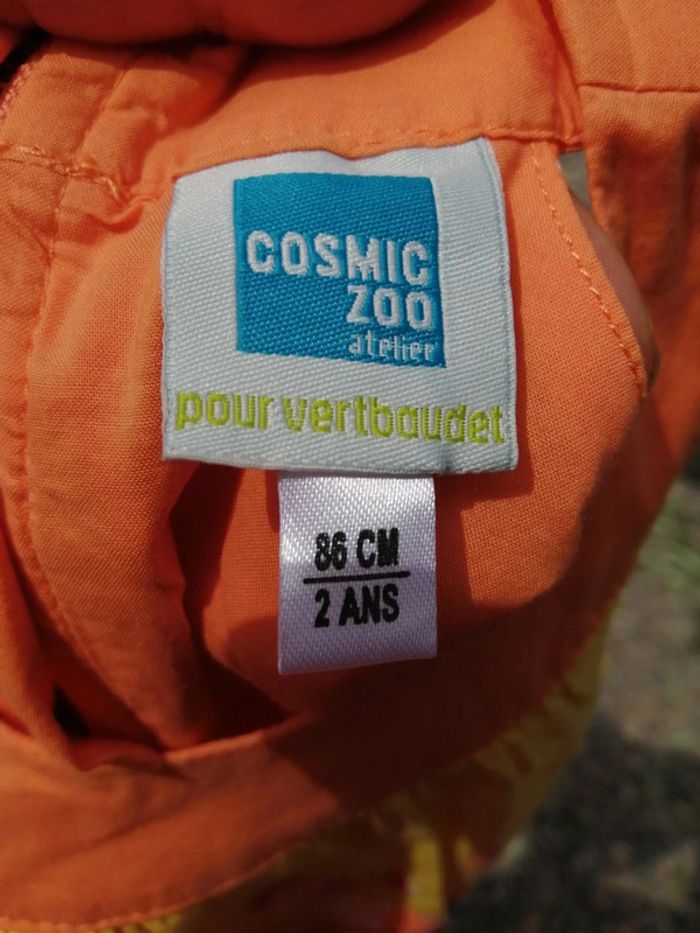 COSMIC
ZOO
atelier
pour vertbaudet
86 CM
2 ANS